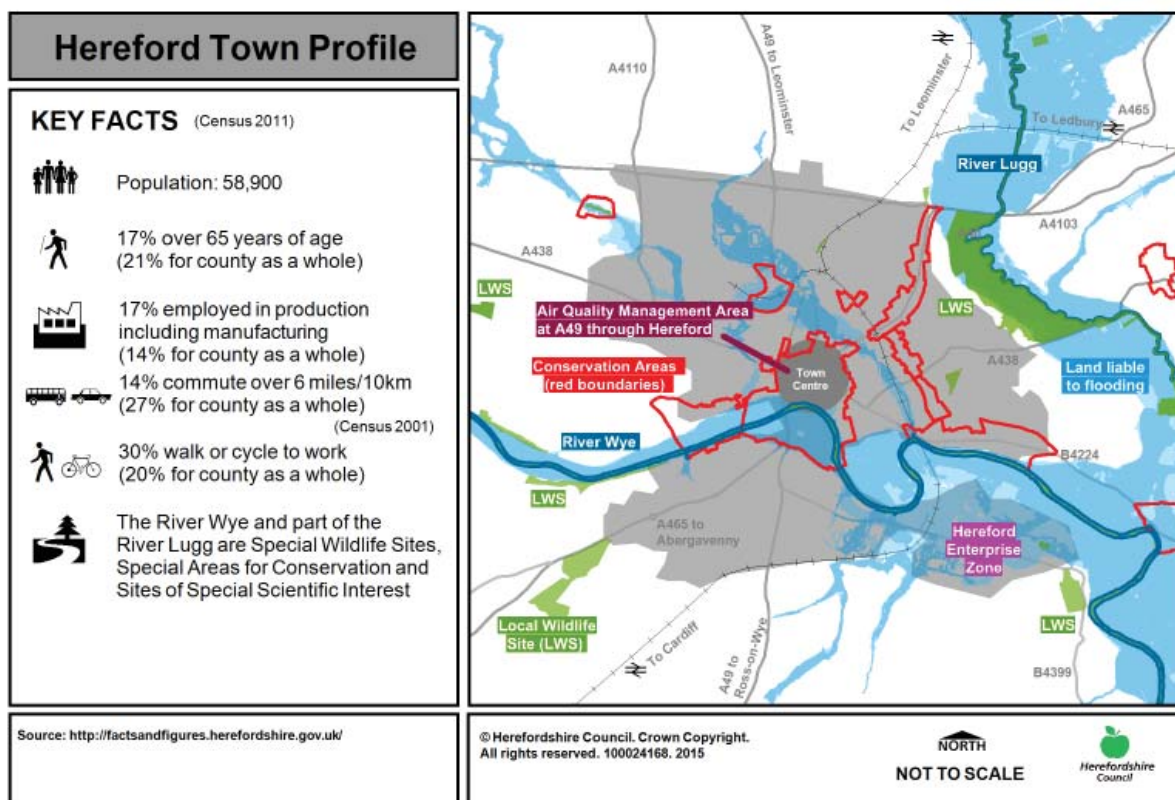 Hereford Town Profile
KEY FACTS (Census 2011)
Population: 58,900
17% over 65 years of age
(21% for county as a whole)
17% employed in production
including manufacturing
(14% for county as a whole)
14% commute over 6 miles/10km
(27% for county as a whole)
(Census 2001)
30% walk or cycle to work
(20% for county as a whole)
The River Wye and part of the
River Lugg are Special Wildlife Sites,
Special Areas for Conservation and
Sites of Special Scientific Interest
Source: http://factsandfigures.herefordshire.gov.uk/
A4110
A49 to Leominster
To Leominster
To Ledbury
A465
River Lugg
A4103
A438
LWS
Air Quality Management Area
at A49 through Hereford
LWS
Conservation Areas
(red boundaries)
Town
Centre
A438
Land liable
to flooding
River Wye
B4224
LWS
A465 to
Abergavenny
Hereford
Enterprise
Zone
Local Wildlife
Site (LWS)
LWS
To Cardiff
A49 to
Ross-on-Wye
B4399
© Herefordshire Council. Crown Copyright.
All rights reserved. 100024168. 2015
NORTH
NOT TO SCALE
Herefordshire
Council